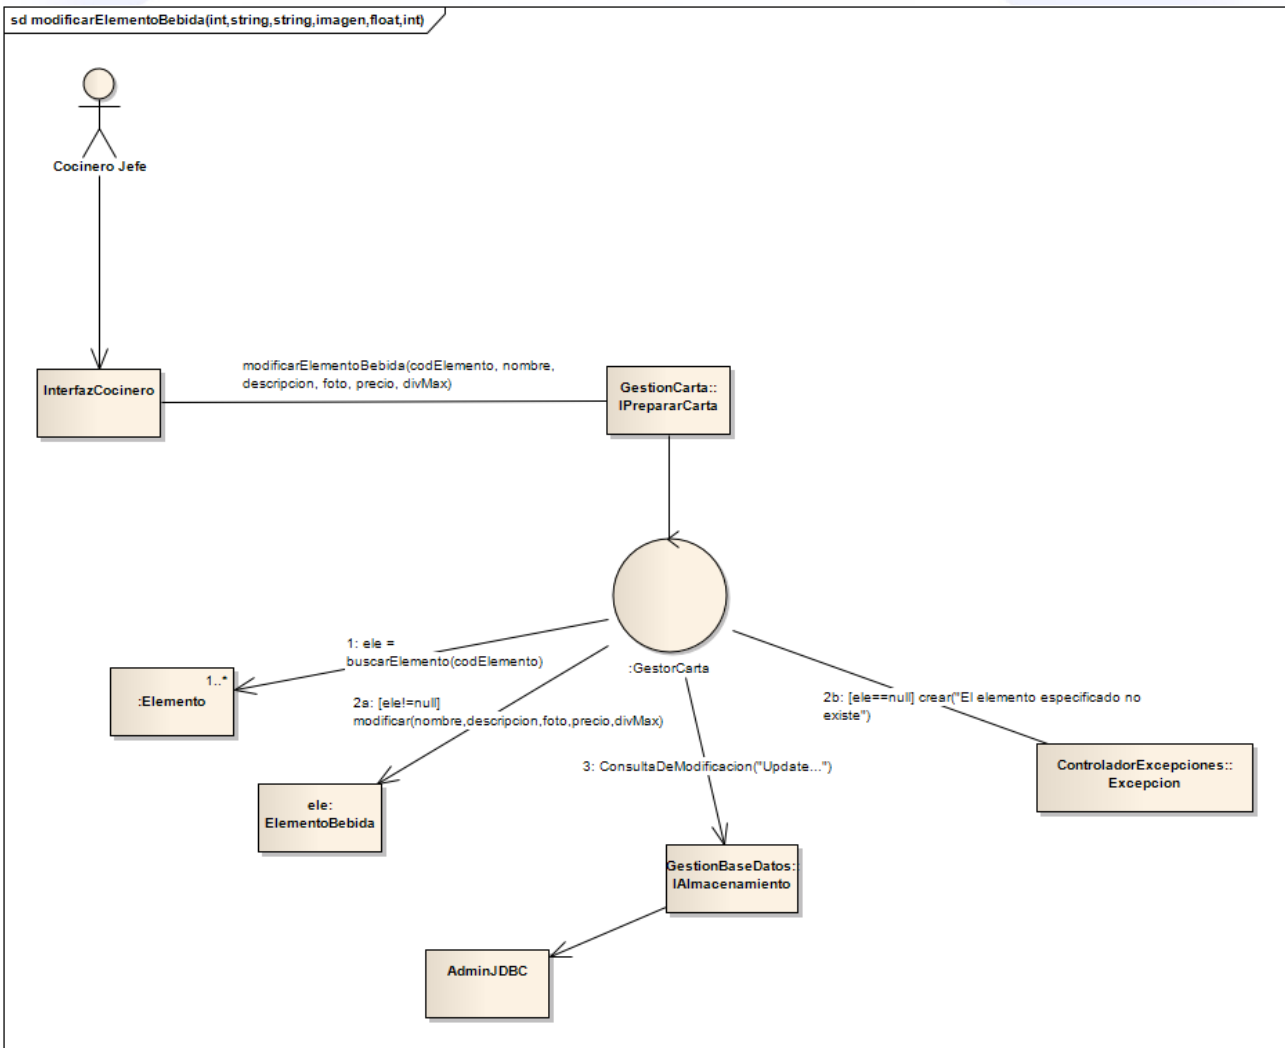 sd modificarElementoBebida(int,string,string,imagen,float,int)
Cocinero Jefe
InterfazCocinero
modificarElementoBebida(codElemento, nombre,
descripcion, foto, precio, divMax)
GestionCarta::
IPrepararCarta
:GestorCarta
1: ele =
buscarElemento(codElemento)
1..*
:Elemento
2a: [ele!=null]
modificar(nombre,descripcion,foto,precio,divMax)
ele:
ElementoBebida
2b: [ele==null] crear("El elemento especificado no
existe")
ControladorExcepciones::
Excepcion
3: ConsultaDeModificacion("Update...")
GestionBaseDatos::
IAlmacenamiento
AdminJDBC